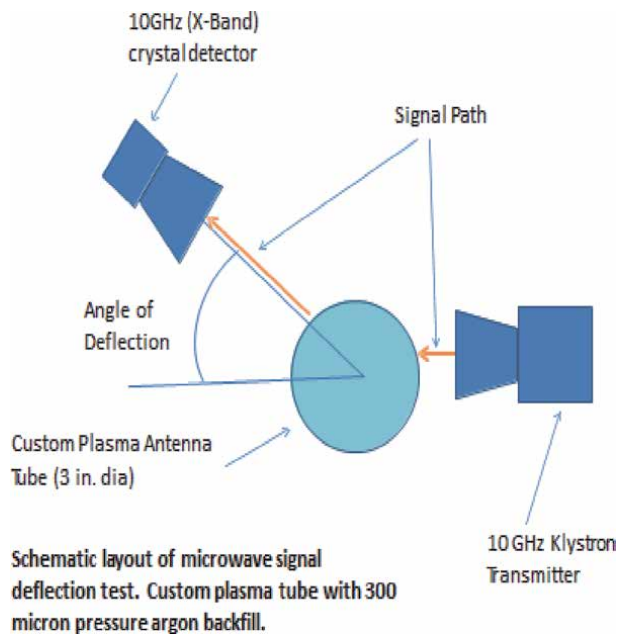 10GHz (X-Band)
crystal detector
Signal Path
Angle of
Deflection
Custom Plasma Antenna
Tube (3 in. dia)
10 GHz Klystron
Transmitter
Schematic layout of microwave signal
deflection test. Custom plasma tube with 300
micron pressure argon backfill.